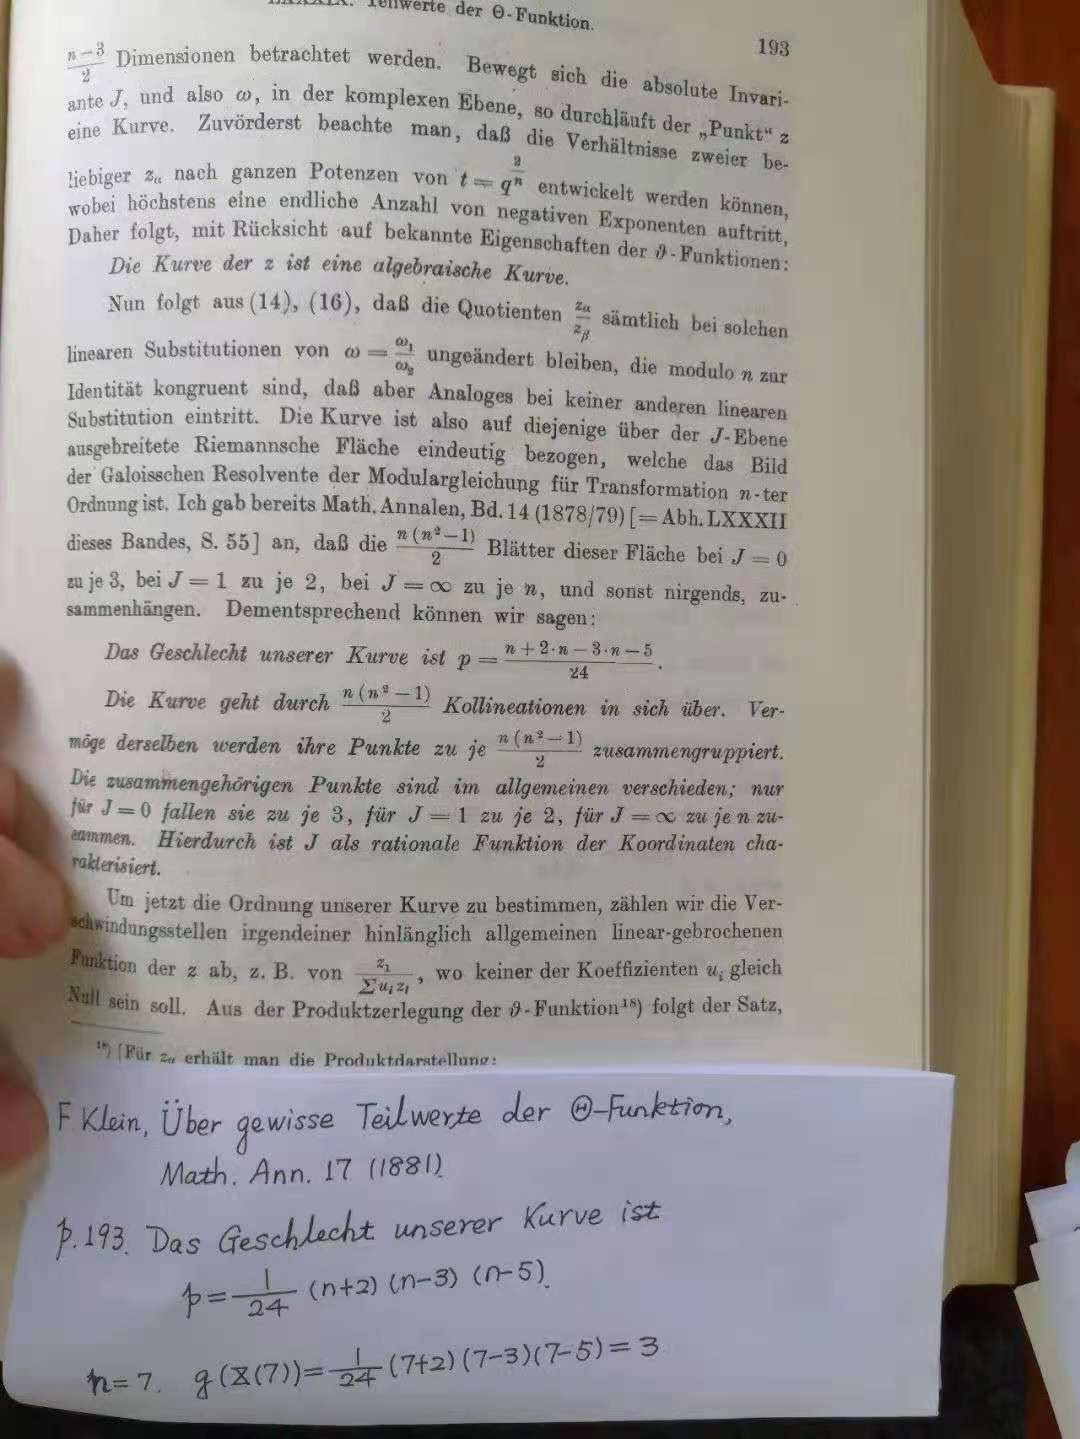 LXXXIX. Teilwerte der Θ-Funktion.
193
(n−3)/2 Dimensionen betrachtet werden. Bewegt sich die absolute Invari-
ante J, und also ω, in der komplexen Ebene, so durchläuft der „Punkt“ z
eine Kurve. Zuvörderst beachte man, daß die Verhältnisse zweier be-
liebiger z_α nach ganzen Potenzen von t = q^(2/n) entwickelt werden können,
wobei höchstens eine endliche Anzahl von negativen Exponenten auftritt,
Daher folgt, mit Rücksicht auf bekannte Eigenschaften der ϑ-Funktionen:
Die Kurve der z ist eine algebraische Kurve.
Nun folgt aus (14), (16), daß die Quotienten z_α/z_β sämtlich bei solchen
linearen Substitutionen von ω = ω₁/ω₂ ungeändert bleiben, die modulo n zur
Identität kongruent sind, daß aber Analoges bei keiner anderen linearen
Substitution eintritt. Die Kurve ist also auf diejenige über der J-Ebene
ausgebreitete Riemannsche Fläche eindeutig bezogen, welche das Bild
der Galoisschen Resolvente der Modulargleichung für Transformation n-ter
Ordnung ist. Ich gab bereits Math. Annalen, Bd. 14 (1878/79) [= Abh. LXXXII
dieses Bandes, S. 55] an, daß die n(n²−1)/2 Blätter dieser Fläche bei J = 0
zu je 3, bei J = 1 zu je 2, bei J = ∞ zu je n, und sonst nirgends, zu-
sammenhängen. Dementsprechend können wir sagen:
Das Geschlecht unserer Kurve ist p = (n+2·n−3·n−5)/24.
Die Kurve geht durch n(n²−1)/2 Kollineationen in sich über. Ver-
möge derselben werden ihre Punkte zu je n(n²−1)/2 zusammengruppiert.
Die zusammengehörigen Punkte sind im allgemeinen verschieden; nur
für J = 0 fallen sie zu je 3, für J = 1 zu je 2, für J = ∞ zu je n zu-
sammen. Hierdurch ist J als rationale Funktion der Koordinaten cha-
rakterisiert.
Um jetzt die Ordnung unserer Kurve zu bestimmen, zählen wir die Ver-
schwindungsstellen irgendeiner hinlänglich allgemeinen linear-gebrochenen
Funktion der z ab, z. B. von z₁/Σu_i z_i, wo keiner der Koeffizienten u_i gleich
Null sein soll. Aus der Produktzerlegung der ϑ-Funktion¹⁸) folgt der Satz,
¹⁸) [Für z_α erhält man die Produktdarstellung:
F. Klein, Über gewisse Teilwerte der Θ-Funktion,
Math. Ann. 17 (1881)
p.193. Das Geschlecht unserer Kurve ist
p = 1/24 (n+2)(n−3)(n−5).
n=7. g(X(7)) = 1/24 (7+2)(7−3)(7−5) = 3